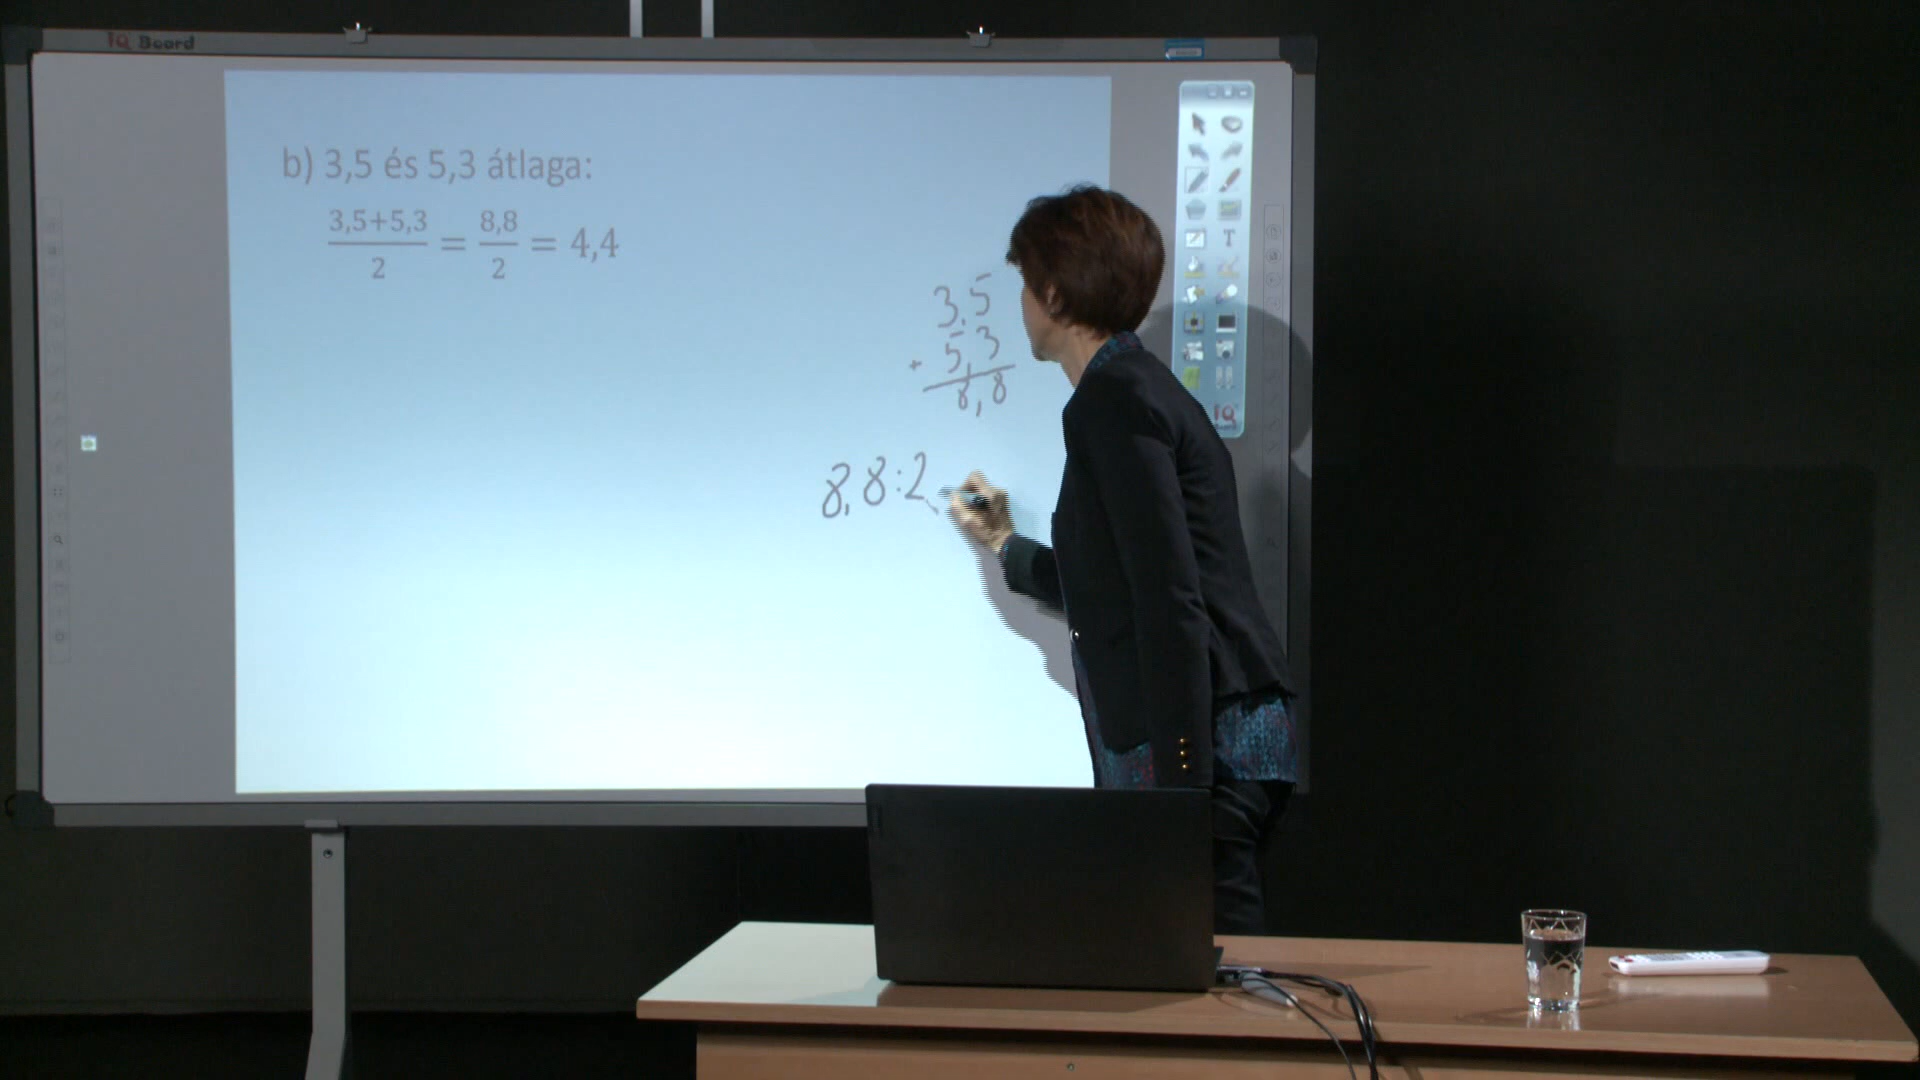 iQ Board
b) 3,5 és 5,3 átlaga:
3,5+5,3/2 = 8,8/2 = 4,4
3,5
+ 5,3
8,8
8,8:2
T
iQ